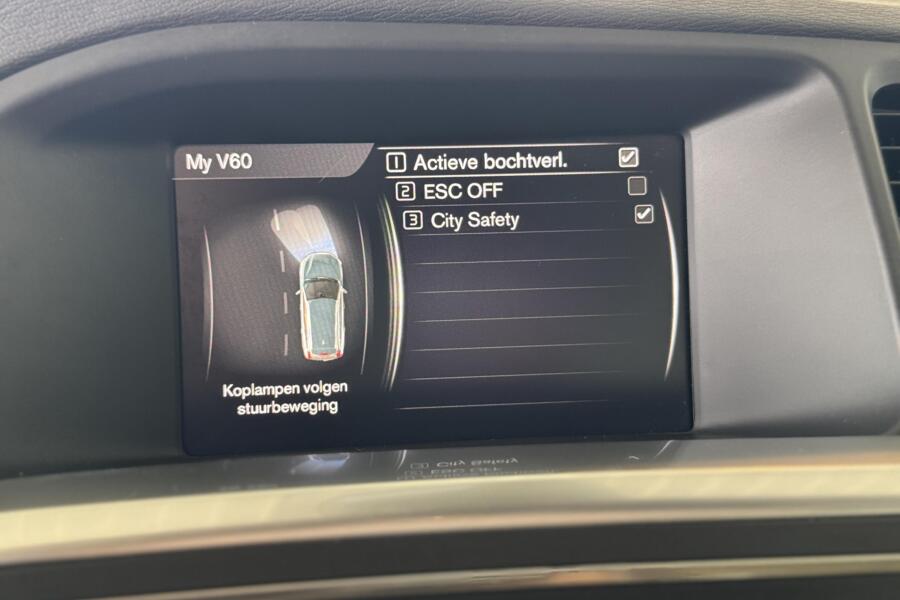 My V60
1 Actieve bochtverl.
2 ESC OFF
3 City Safety
Koplampen volgen
stuurbeweging